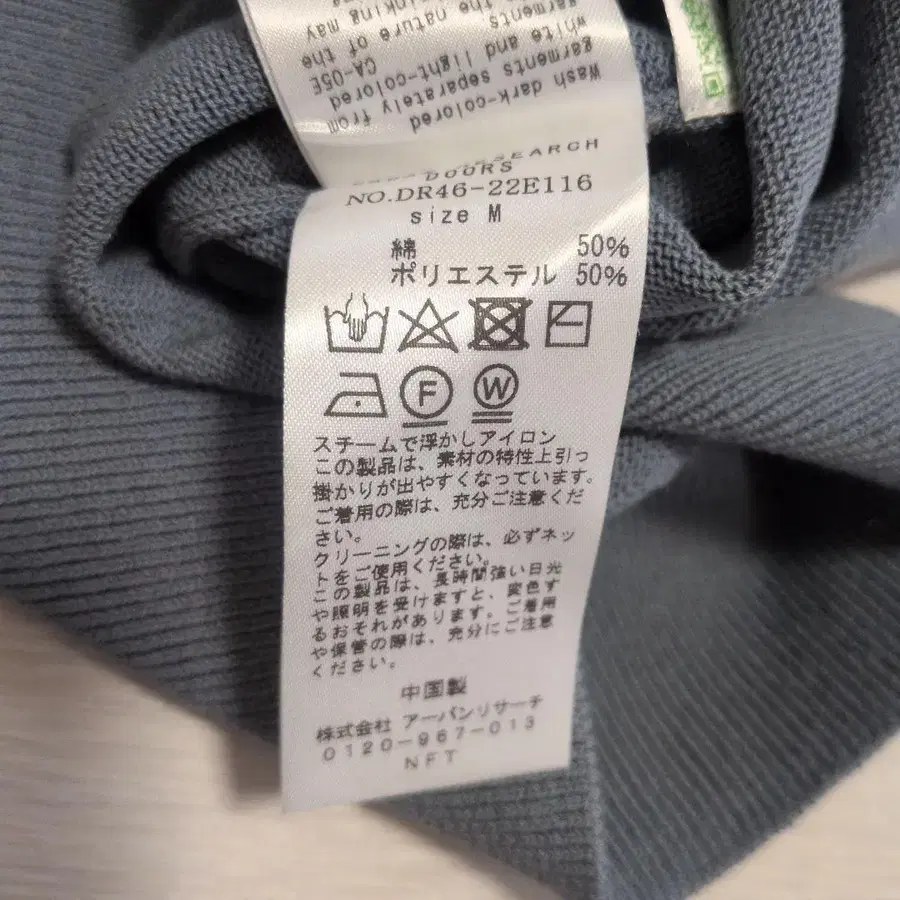 Wash dark-colored
garments separately from
white and light-colored
garments.
CA-05E
the nature of the
may
SEARCH
DOORS
NO.DR46-22E116
size M
綿 50%
ポリエステル 50%
F W
スチームで浮かしアイロン
この製品は、素材の特性上引っ
掛かりが出やすくなっています。
ご着用の際は、充分ご注意くだ
さい。
クリーニングの際は、必ずネッ
トをご使用ください。
この製品は、長時間強い日光
や照明を受けますと、変色す
るおそれがあります。ご着用
や保管の際は、充分にご注意
ください。
中国製
株式会社 アーバンリサーチ
0120-967-013
NFT